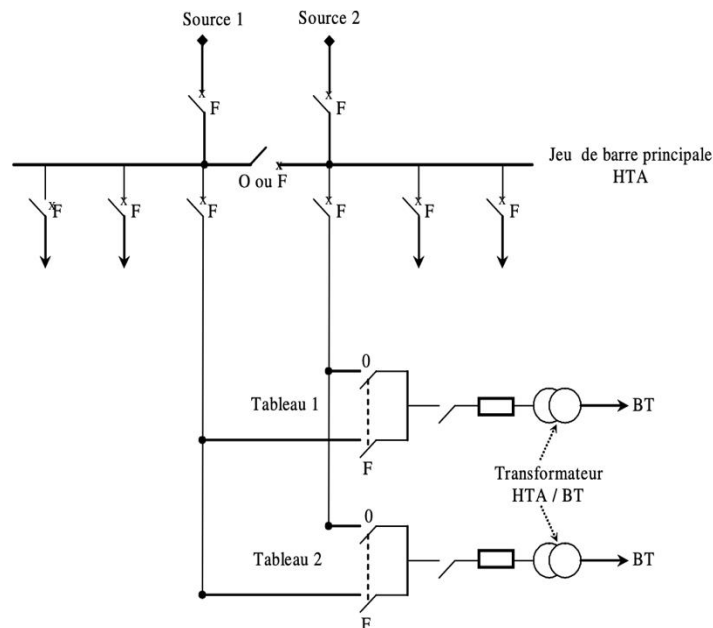 Source 1
Source 2
F
F
Jeu de barre principale
HTA
O ou F
F
F
F
F
F
F
0
Tableau 1
BT
F
Transformateur
HTA / BT
0
Tableau 2
BT
F